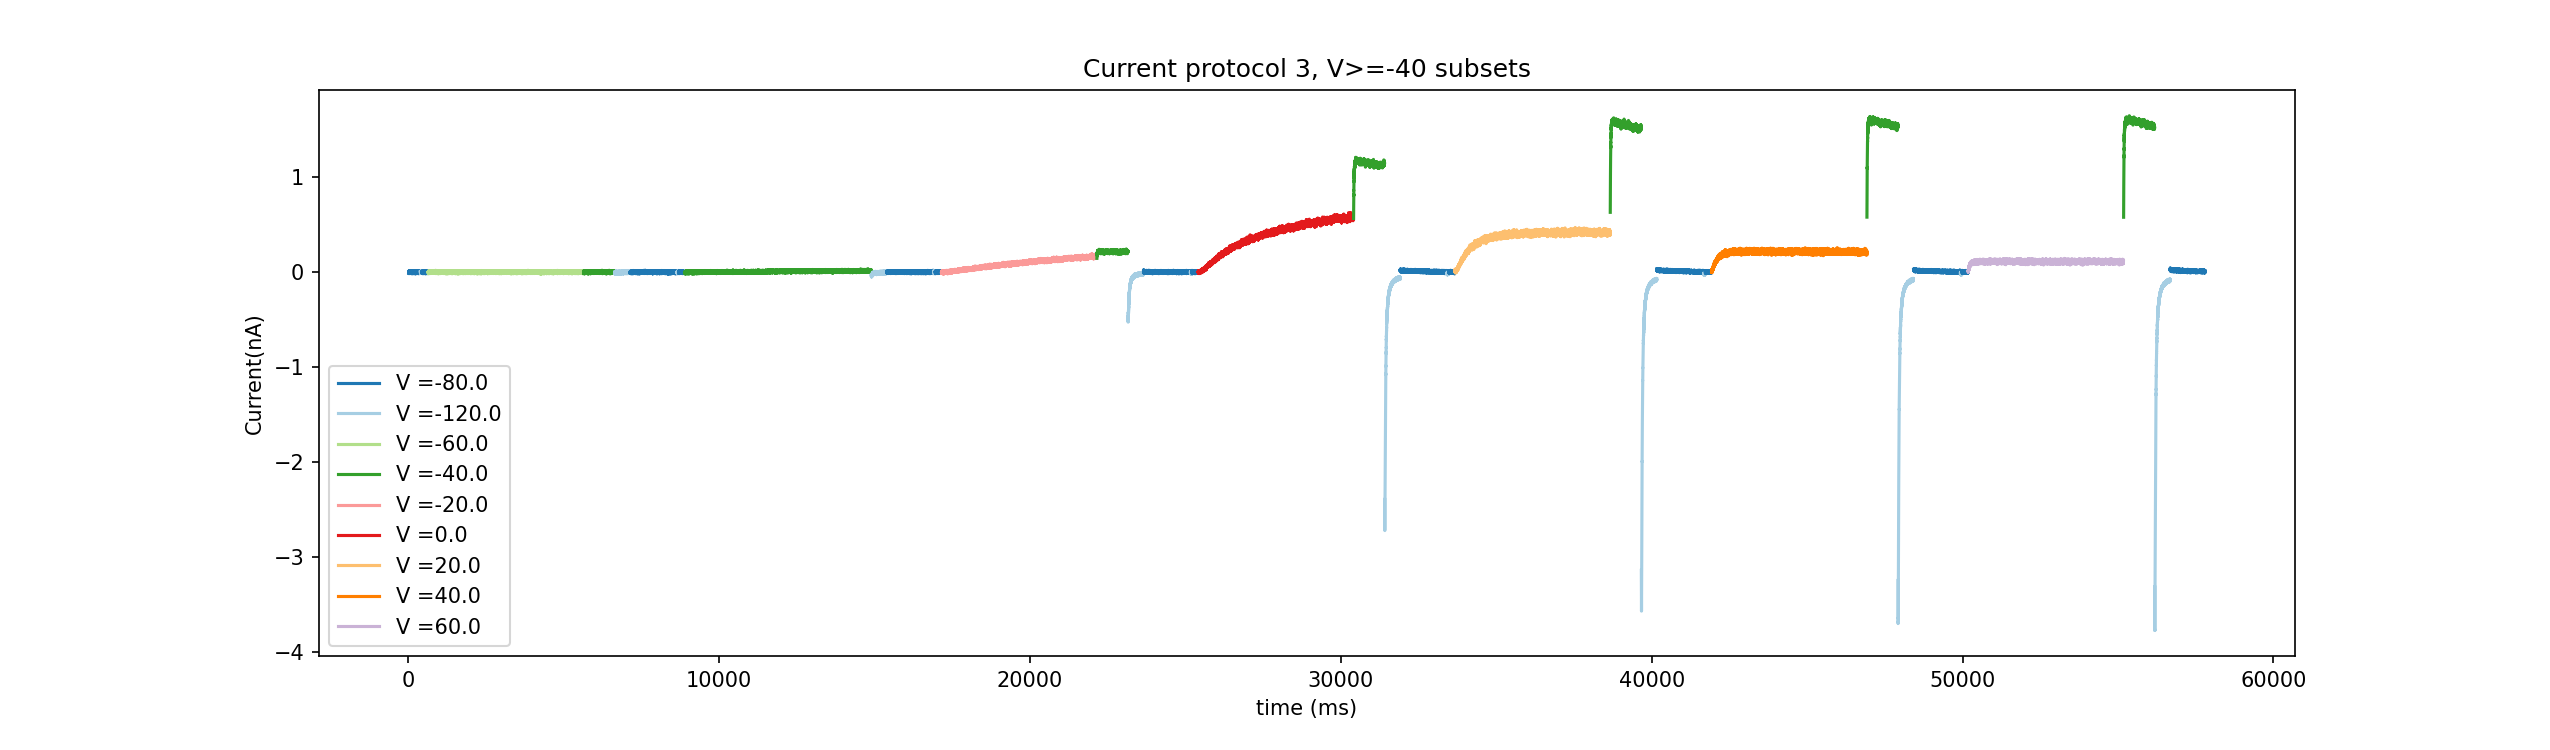 Current protocol 3, V>=-40 subsets
Current(nA)
1
0
−1
−2
−3
−4
V =-80.0
V =-120.0
V =-60.0
V =-40.0
V =-20.0
V =0.0
V =20.0
V =40.0
V =60.0
0 10000 20000 30000 40000 50000 60000
time (ms)